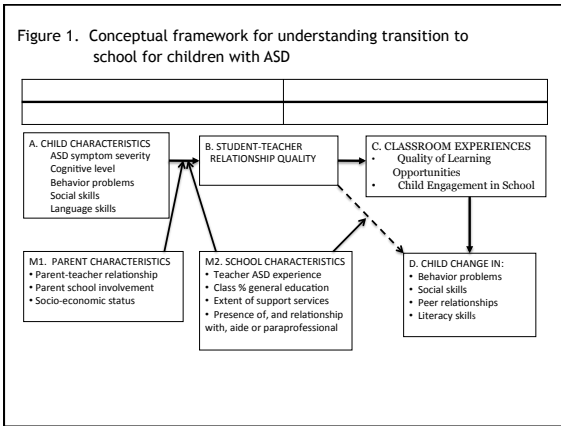 Figure 1. Conceptual framework for understanding transition to
school for children with ASD
A. CHILD CHARACTERISTICS
ASD symptom severity
Cognitive level
Behavior problems
Social skills
Language skills
B. STUDENT-TEACHER
RELATIONSHIP QUALITY
C. CLASSROOM EXPERIENCES
• Quality of Learning
Opportunities
• Child Engagement in School
M1. PARENT CHARACTERISTICS
• Parent-teacher relationship
• Parent school involvement
• Socio-economic status
M2. SCHOOL CHARACTERISTICS
• Teacher ASD experience
• Class % general education
• Extent of support services
• Presence of, and relationship
with, aide or paraprofessional
D. CHILD CHANGE IN:
• Behavior problems
• Social skills
• Peer relationships
• Literacy skills